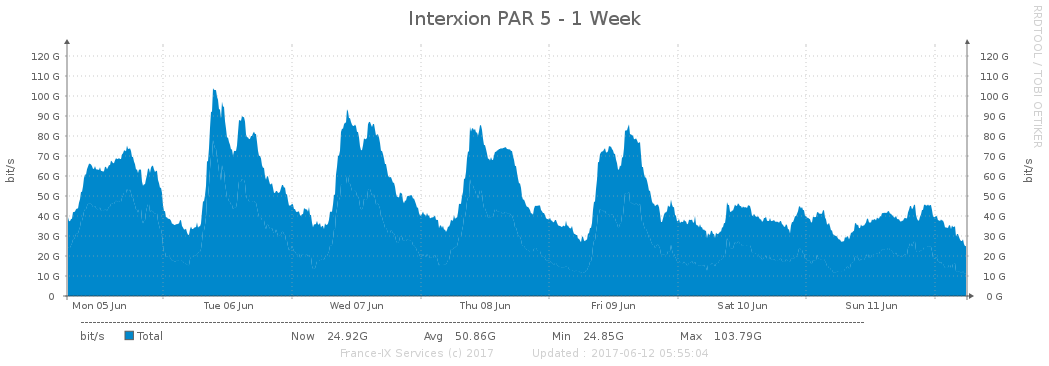 Interxion PAR 5 - 1 Week
RRDTOOL / TOBI OETIKER
bit/s
120 G 120 G
110 G 110 G
100 G 100 G
90 G 90 G
80 G 80 G
70 G 70 G
60 G 60 G
50 G 50 G
40 G 40 G
30 G 30 G
20 G 20 G
10 G 10 G
0 0 G
bit/s
Mon 05 Jun Tue 06 Jun Wed 07 Jun Thu 08 Jun Fri 09 Jun Sat 10 Jun Sun 11 Jun
bit/s Total Now 24.92G Avg 50.86G Min 24.85G Max 103.79G
France-IX Services (c) 2017 Updated : 2017-06-12 05:55:04